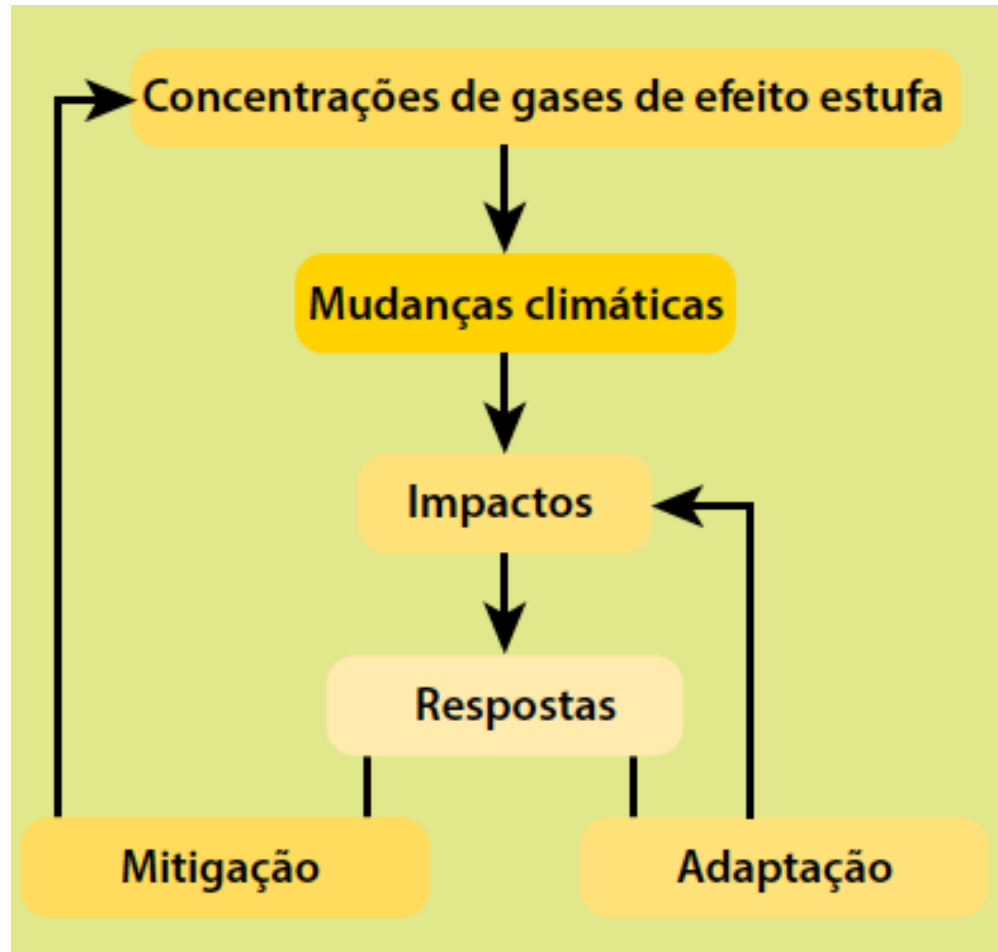 Concentrações de gases de efeito estufa
Mudanças climáticas
Impactos
Respostas
Mitigação
Adaptação